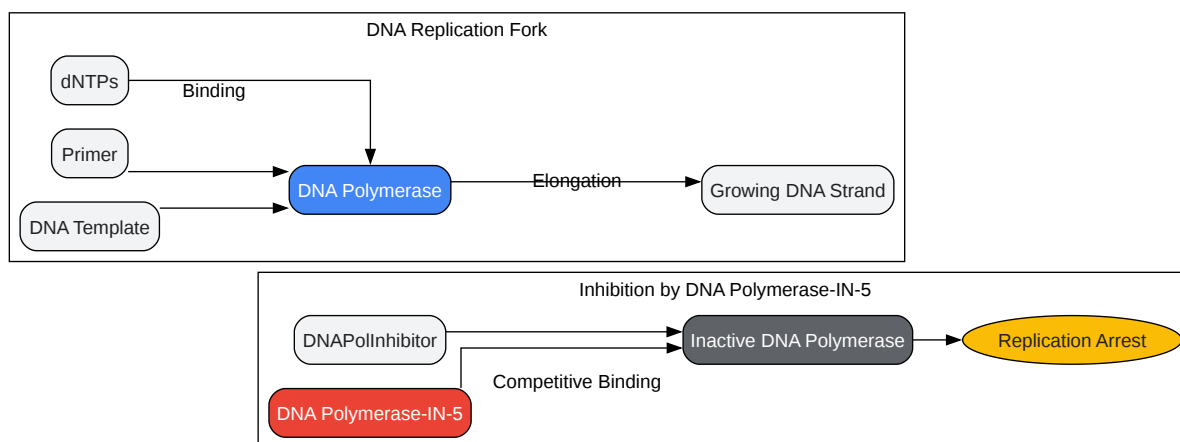 DNA Replication Fork
dNTPs
Binding
Primer
DNA Polymerase
Elongation
Growing DNA Strand
DNA Template
Inhibition by DNA Polymerase-IN-5
DNAPolInhibitor
Inactive DNA Polymerase
Replication Arrest
Competitive Binding
DNA Polymerase-IN-5